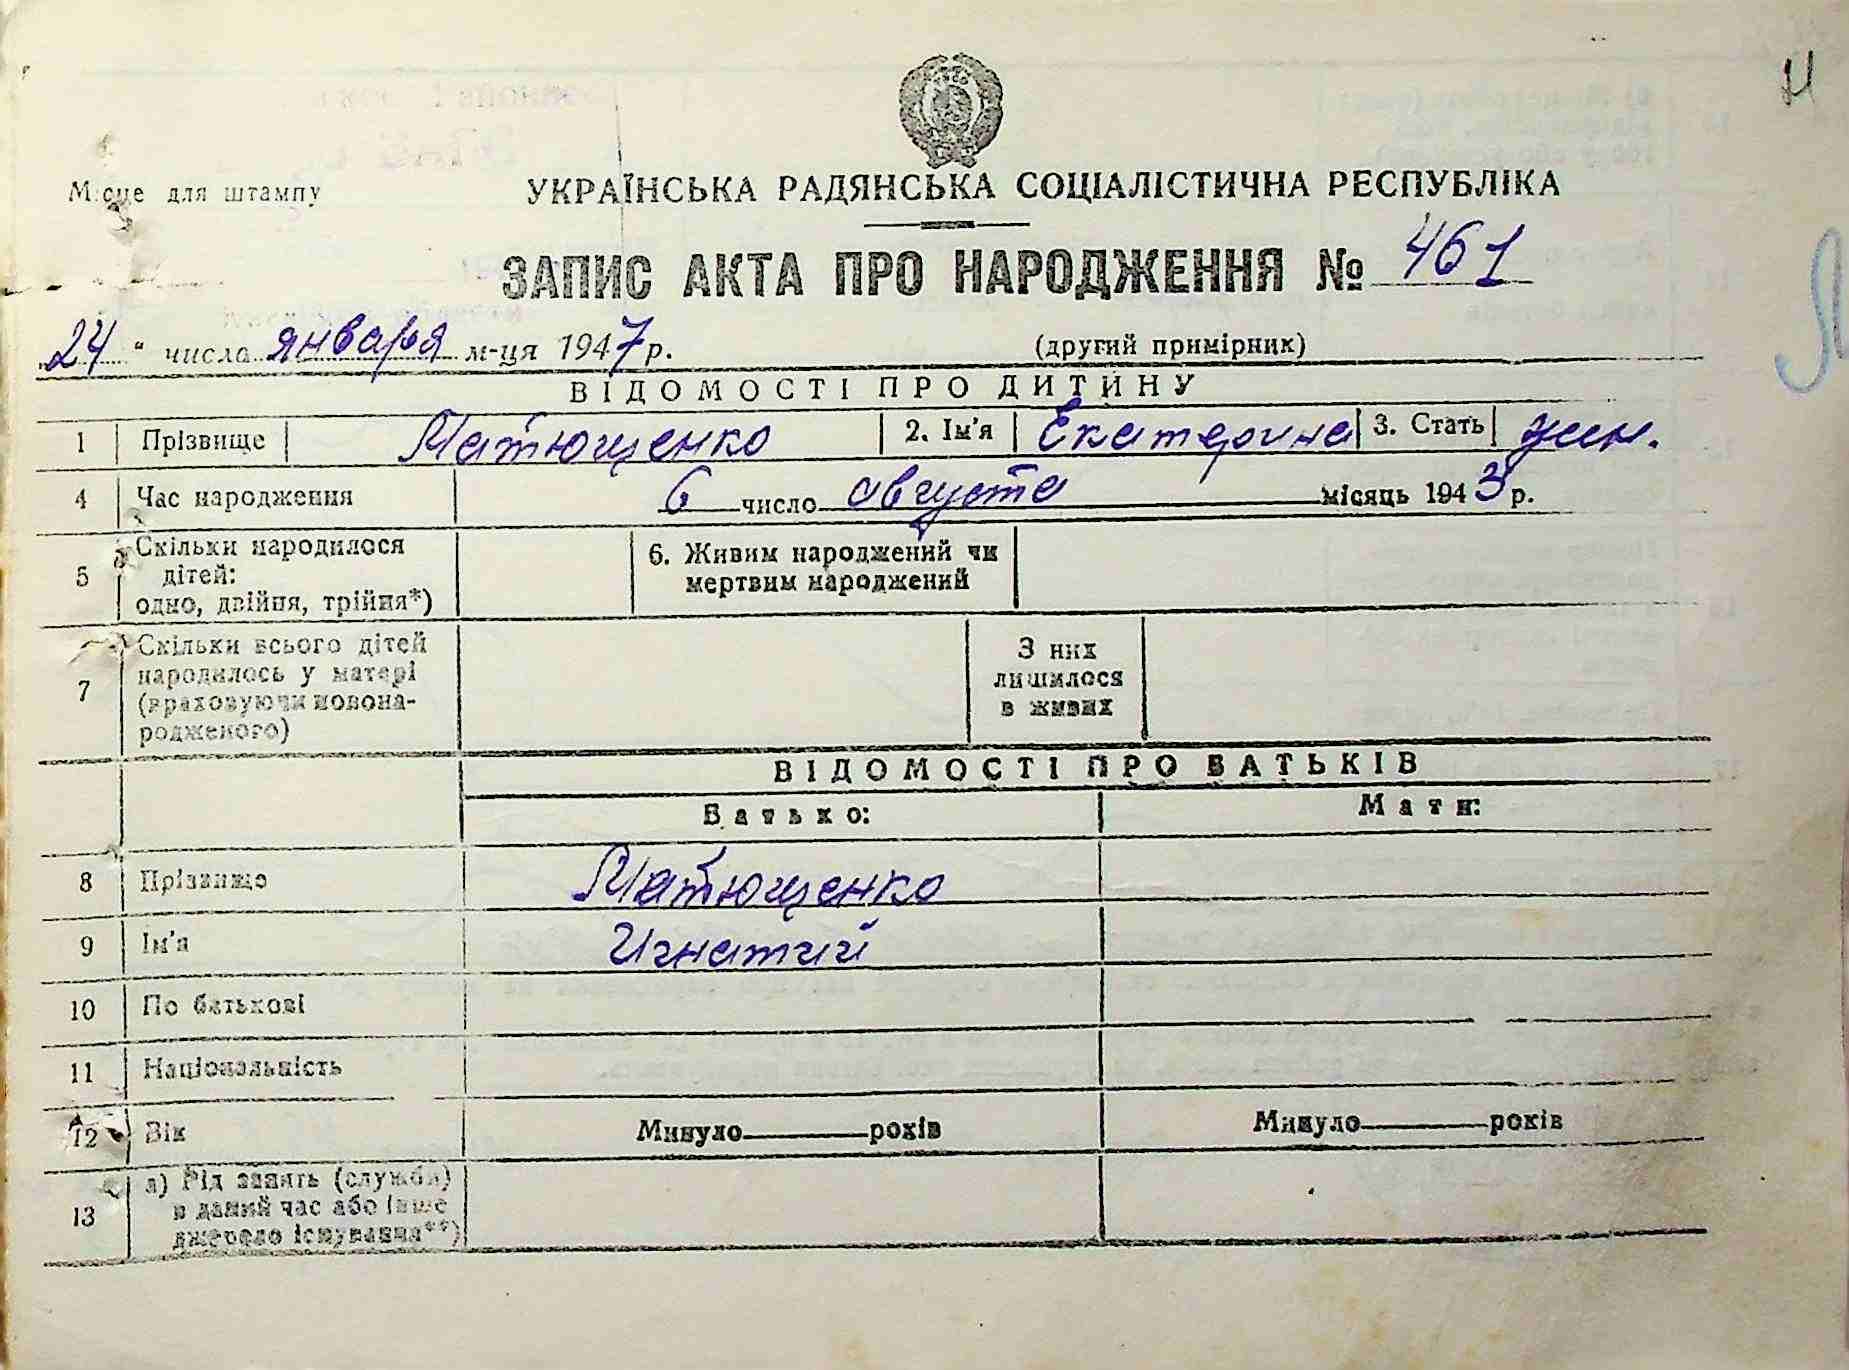 Місце для штампу
УКРАЇНСЬКА РАДЯНСЬКА СОЦІАЛІСТИЧНА РЕСПУБЛІКА
ЗАПИС АКТА ПРО НАРОДЖЕННЯ № 461
24 " числа января м-ця 1947 р. (другий примірник)
ВІДОМОСТІ ПРО ДИТИНУ
1 Прізвище Матющенко 2. Ім'я Екатерина 3. Стать жен.
4 Час народження 6 число августа місяць 1943 р.
5 Скільки народилося дітей: одно, двійня, трійня*) 6. Живим народжений чи мертвим народжений
7 Скільки всього дітей народилось у матері (враховуючи новонародженого) З них лишилося в живих
ВІДОМОСТІ ПРО БАТЬКІВ
Батько: Мати:
8 Прізвище Матющенко
9 Ім'я Игнатий
10 По батькові
11 Національність
12 Вік Минуло років Минуло років
13 а) Рід занять (служби) в даний час або інше джерело існування**)